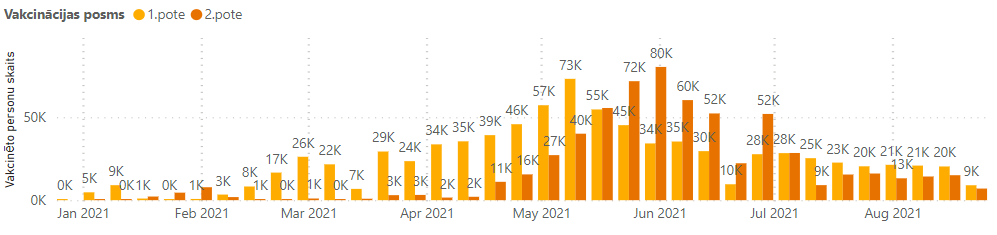 Vakcinācijas posms 1.pote 2.pote
Vakcinēto personu skaits
50K
0K
0K 5K 9K 0K 1K 0K 1K 0K 3K 8K 1K 17K 0K 26K 1K 22K 0K 7K 29K 3K 24K 3K 34K 2K 35K 2K 39K 11K 46K 16K 57K 27K 73K 40K 55K 45K 72K 34K 80K 35K 60K 30K 52K 10K 28K 52K 28K 25K 9K 23K 20K 21K 13K 21K 20K 9K
Jan 2021 Feb 2021 Mar 2021 Apr 2021 May 2021 Jun 2021 Jul 2021 Aug 2021